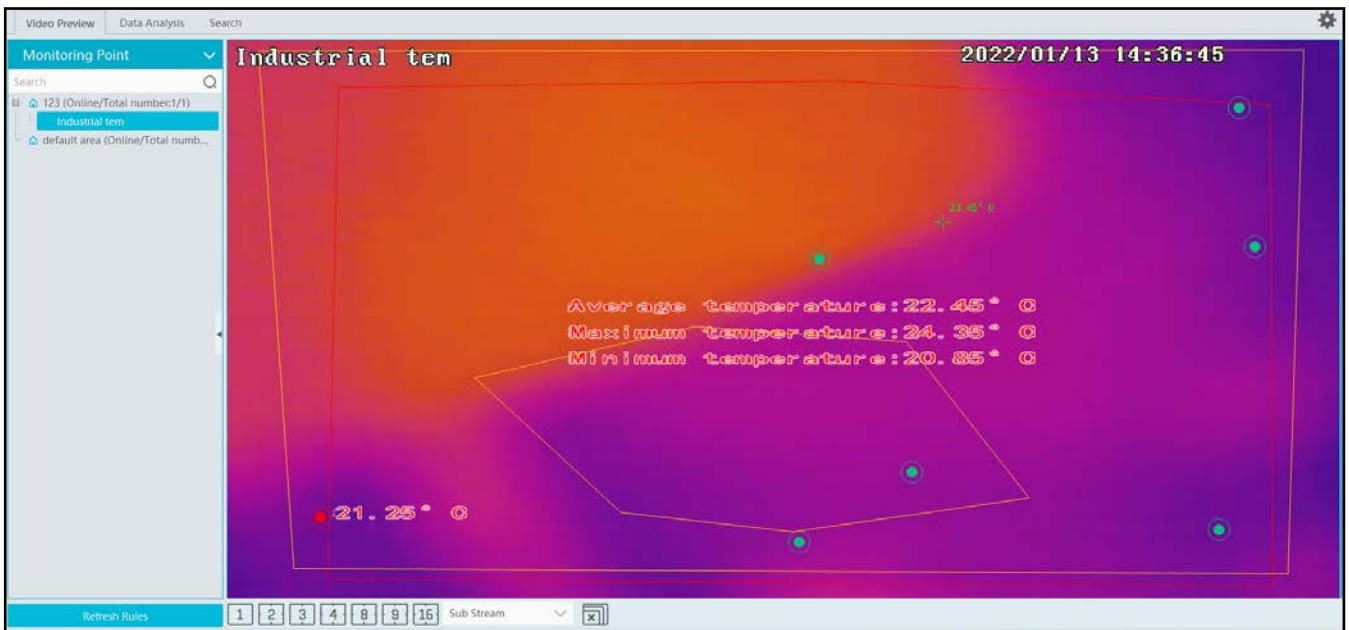 Video Preview Data Analysis Search
Monitoring Point
Search
123 (Online/Total number:1/1)
Industrial tem
default area (Online/Total numb...
Refresh Rules
Industrial tem 2022/01/13 14:36:45
23.45° C
Average temperature:22.45° C
Maximum temperature:24.35° C
Minimum temperature:20.85° C
21.25° C
1 2 3 4 8 9 16 Sub Stream